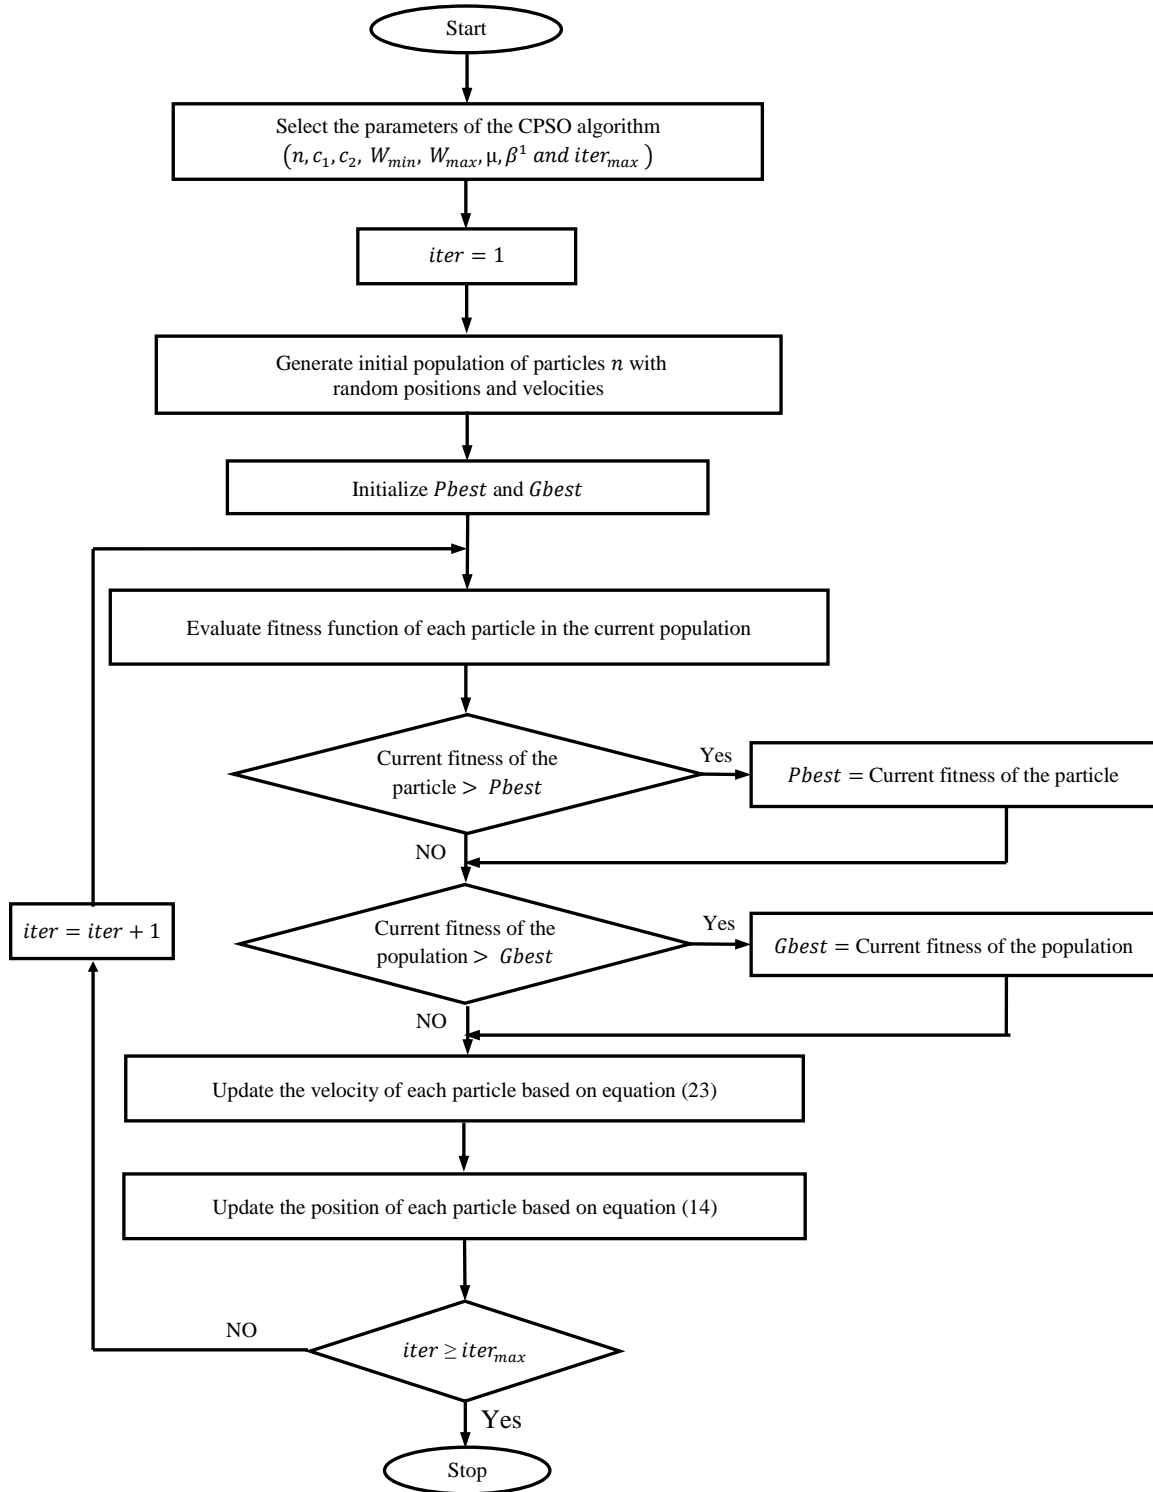 Start
Select the parameters of the CPSO algorithm
(n, c₁, c₂, Wₘᵢₙ, Wₘₐₓ, μ, β¹ and iterₘₐₓ )
iter = 1
Generate initial population of particles n with
random positions and velocities
Initialize Pbest and Gbest
Evaluate fitness function of each particle in the current population
Current fitness of the
particle > Pbest
Yes
Pbest = Current fitness of the particle
NO
Current fitness of the
population > Gbest
Yes
Gbest = Current fitness of the population
iter = iter + 1
NO
Update the velocity of each particle based on equation (23)
Update the position of each particle based on equation (14)
NO
iter ≥ iterₘₐₓ
Yes
Stop